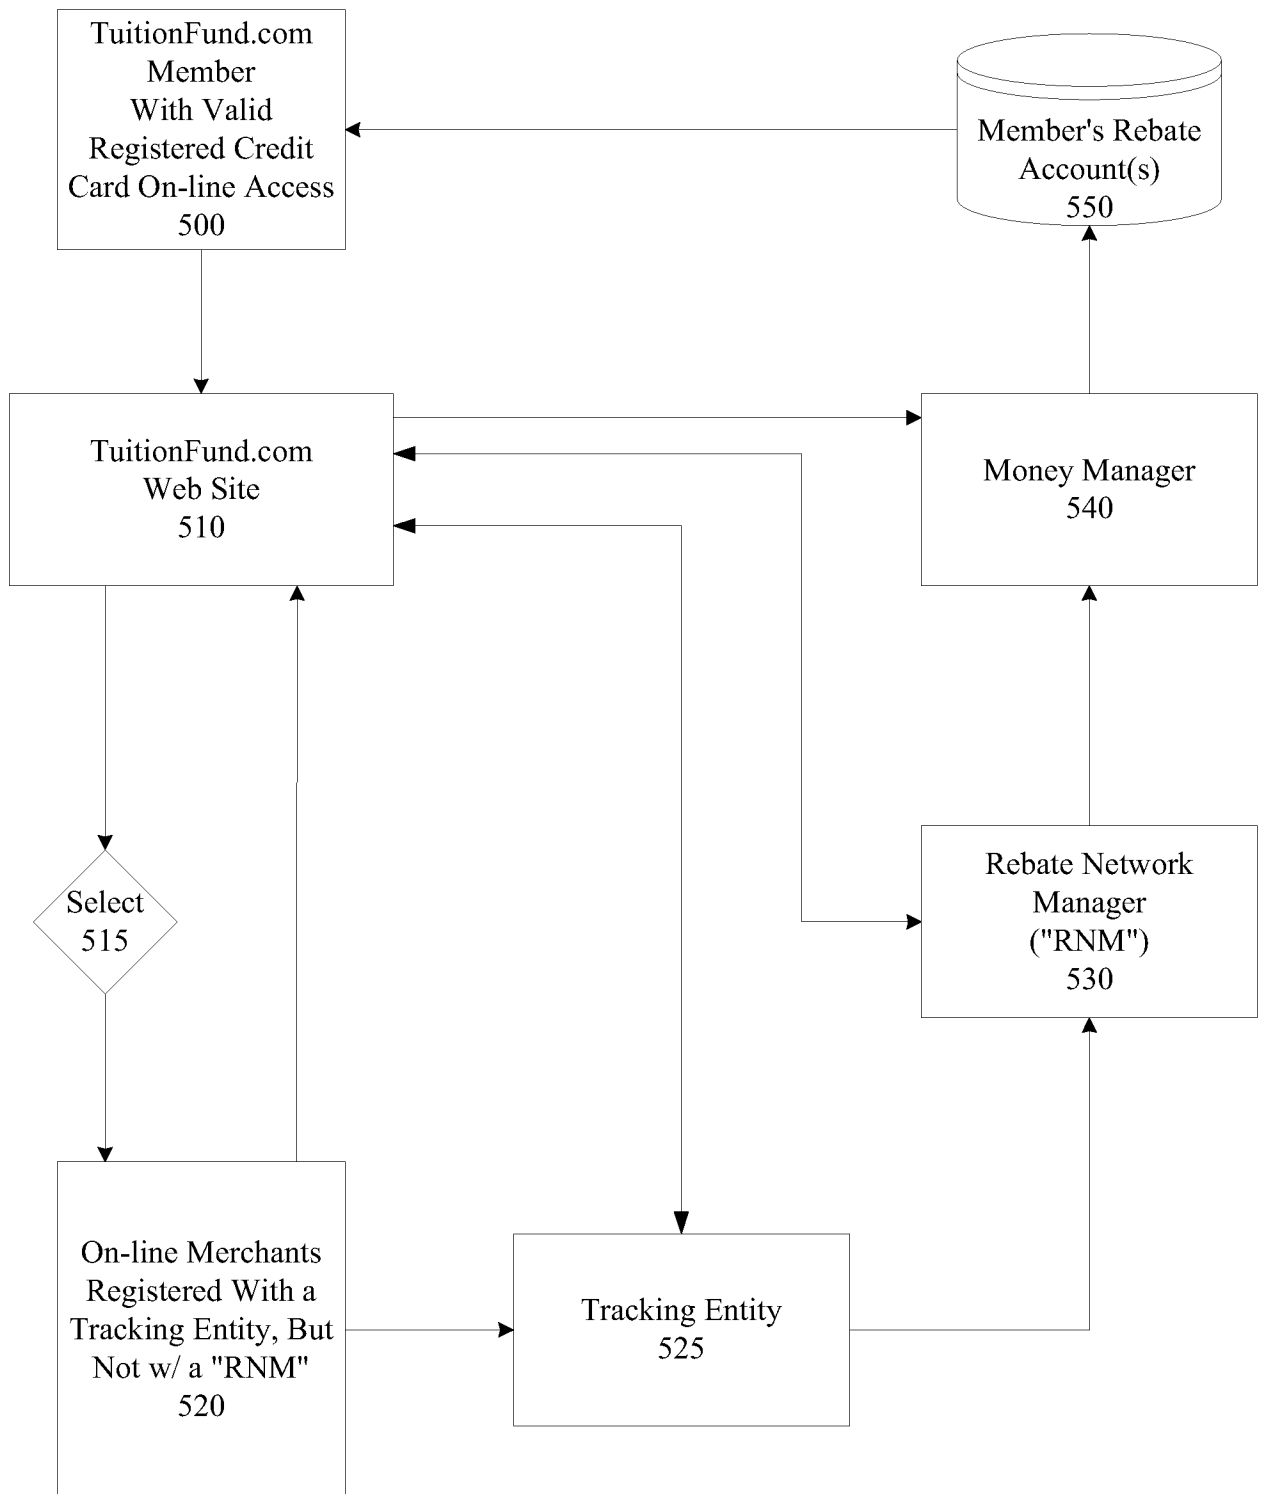 TuitionFund.com
Member
With Valid
Registered Credit
Card On-line Access
500
Member's Rebate
Account(s)
550
TuitionFund.com
Web Site
510
Money Manager
540
Select
515
Rebate Network
Manager
("RNM")
530
On-line Merchants
Registered With a
Tracking Entity, But
Not w/ a "RNM"
520
Tracking Entity
525